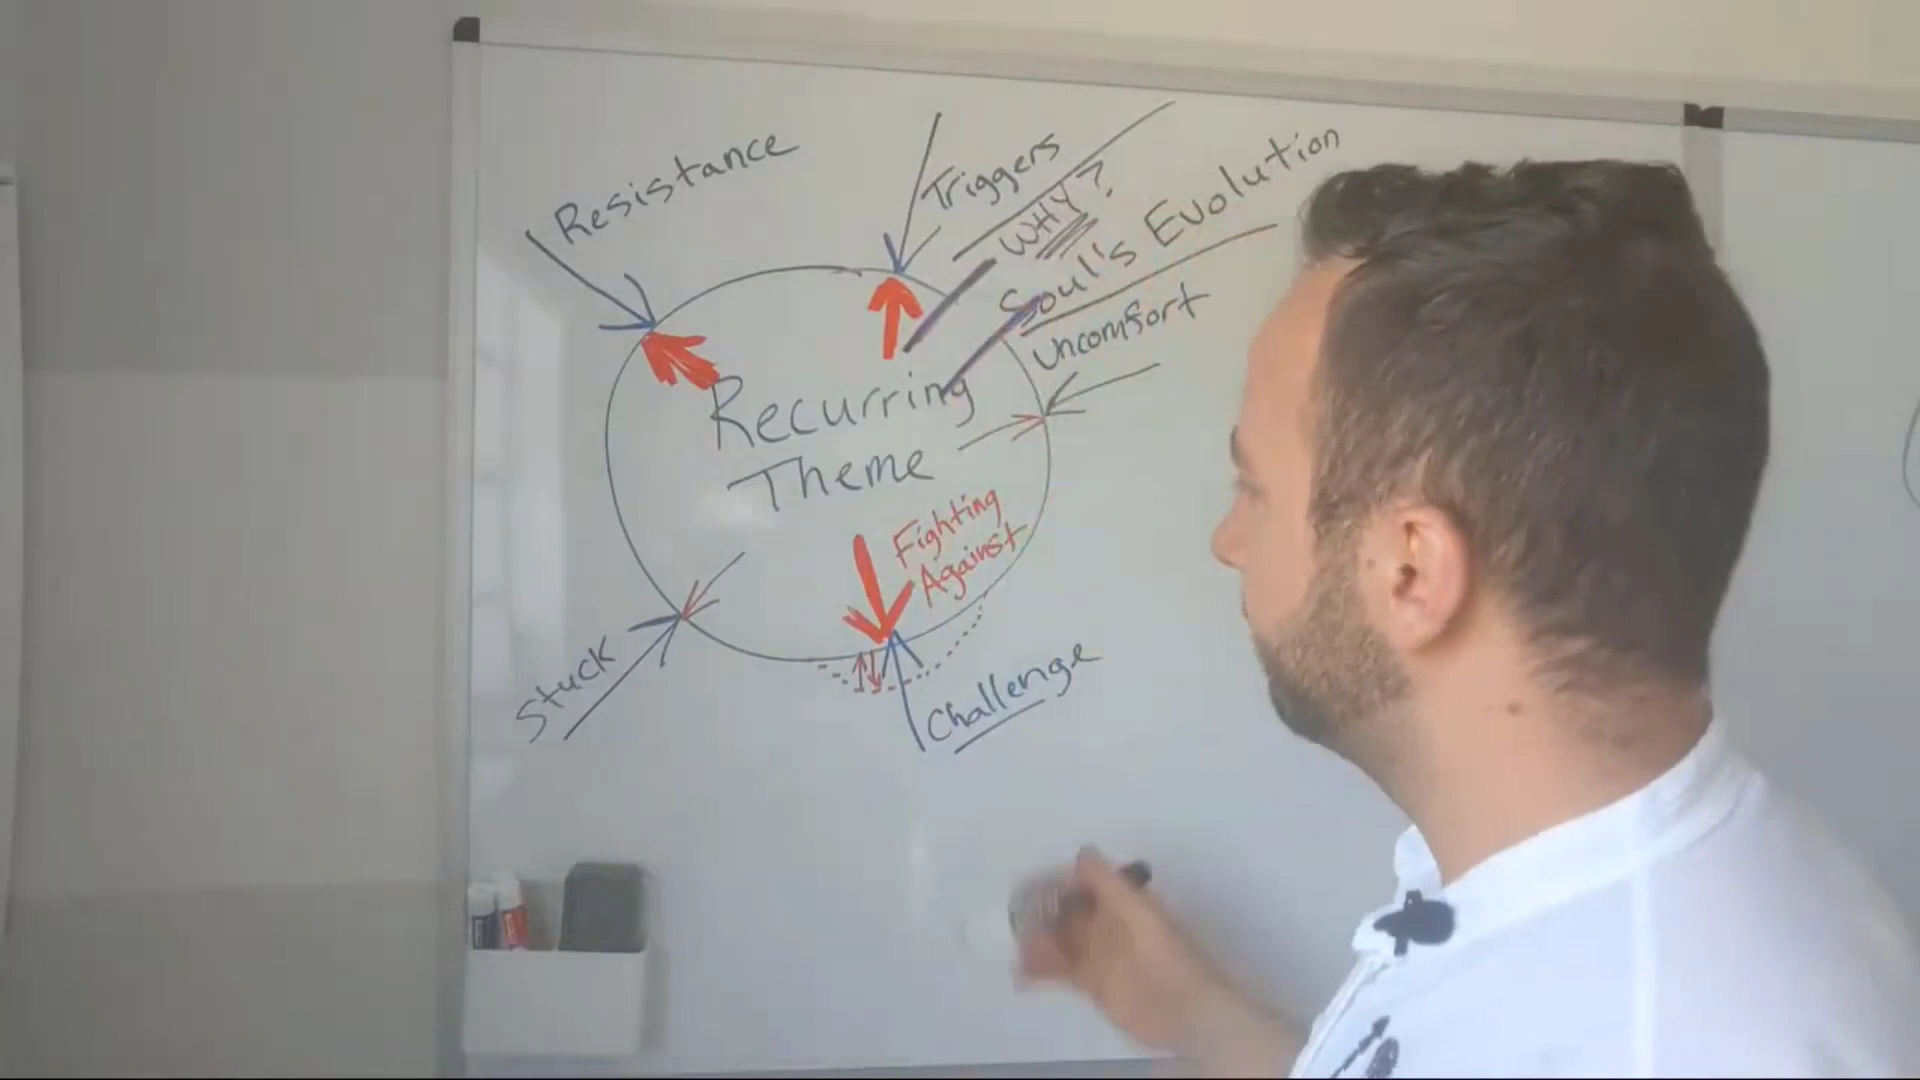 Resistance
Triggers
WHY?
Soul's Evolution
Uncomfort
Recurring
Theme
Fighting
Against
Stuck
Challenge